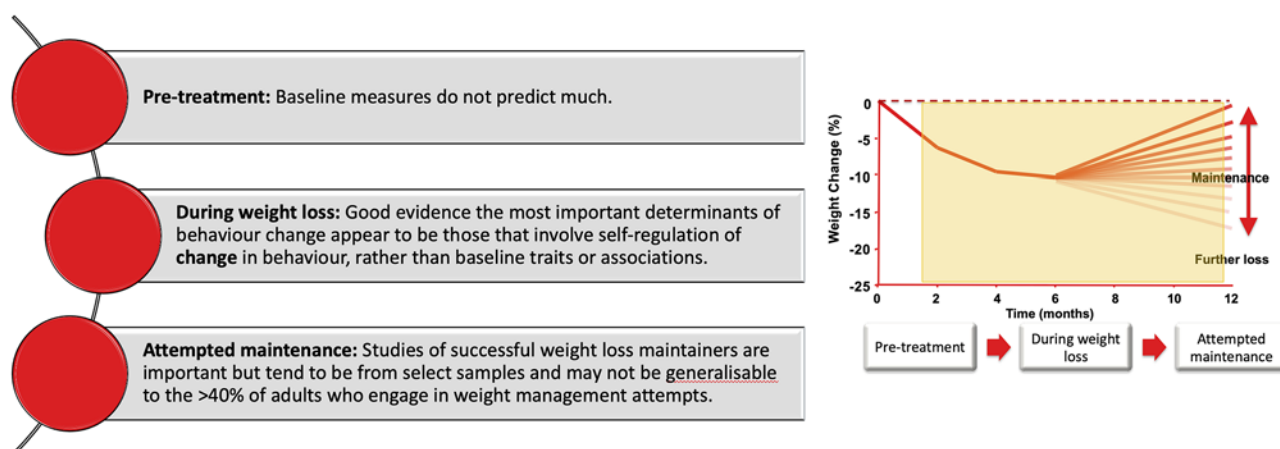 Pre-treatment: Baseline measures do not predict much.
During weight loss: Good evidence the most important determinants of
behaviour change appear to be those that involve self-regulation of
change in behaviour, rather than baseline traits or associations.
Attempted maintenance: Studies of successful weight loss maintainers are
important but tend to be from select samples and may not be generalisable
to the >40% of adults who engage in weight management attempts.
Weight Change (%)
0
-5
-10
-15
-20
-25
Maintenance
Further loss
0 2 4 6 8 10 12
Time (months)
Pre-treatment
During weight
loss
Attempted
maintenance